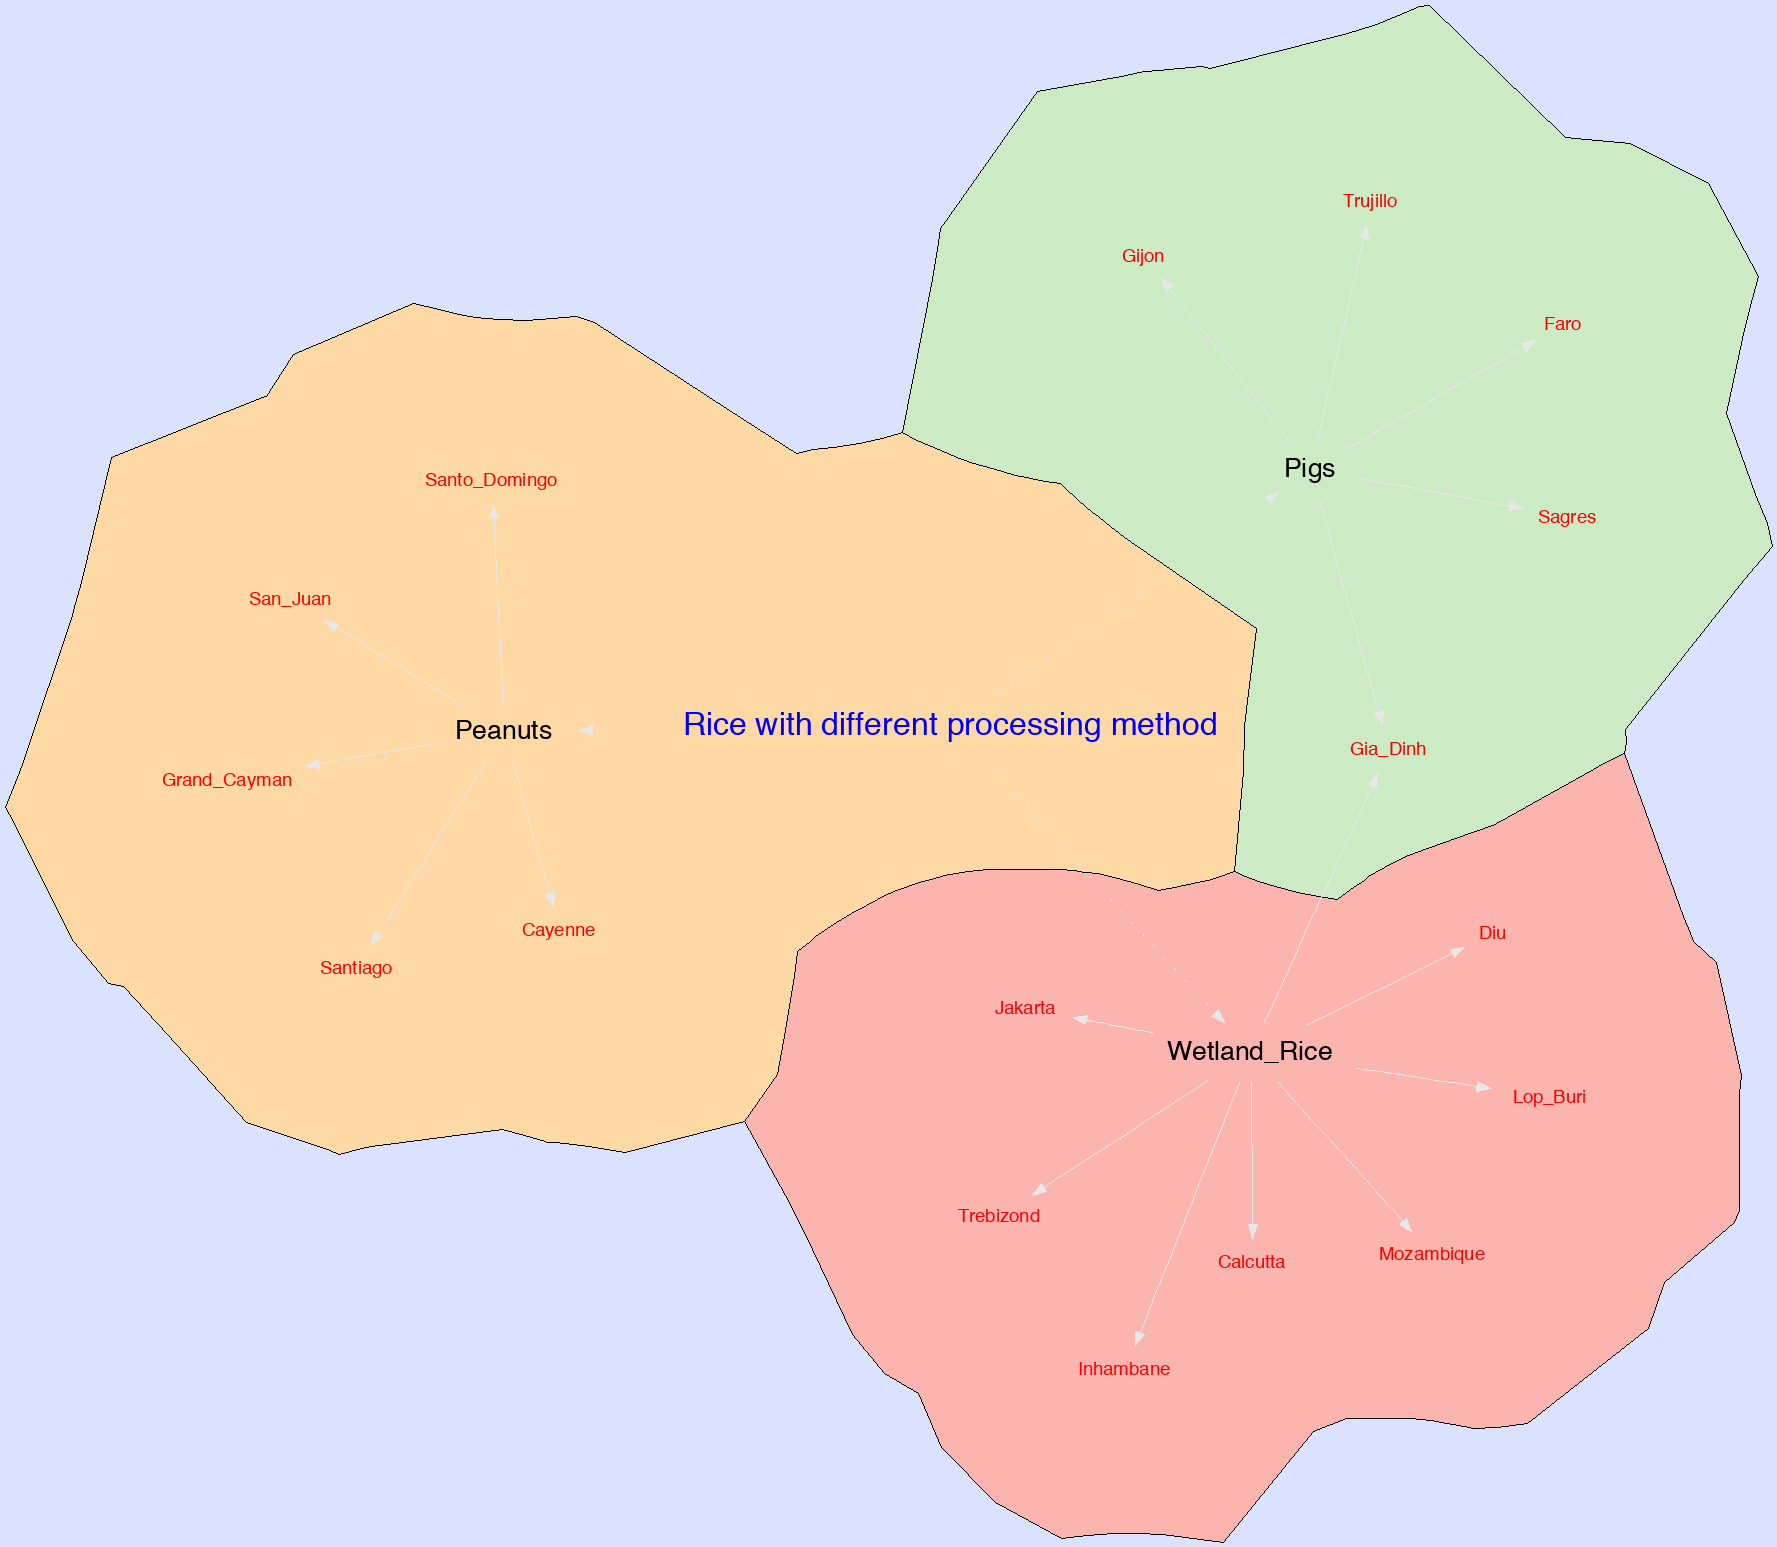 Trujillo
Gijon
Faro
Pigs
Santo_Domingo
Sagres
San_Juan
Rice with different processing method
Peanuts
Gia_Dinh
Grand_Cayman
Cayenne
Diu
Santiago
Jakarta
Wetland_Rice
Lop_Buri
Trebizond
Mozambique
Calcutta
Inhambane